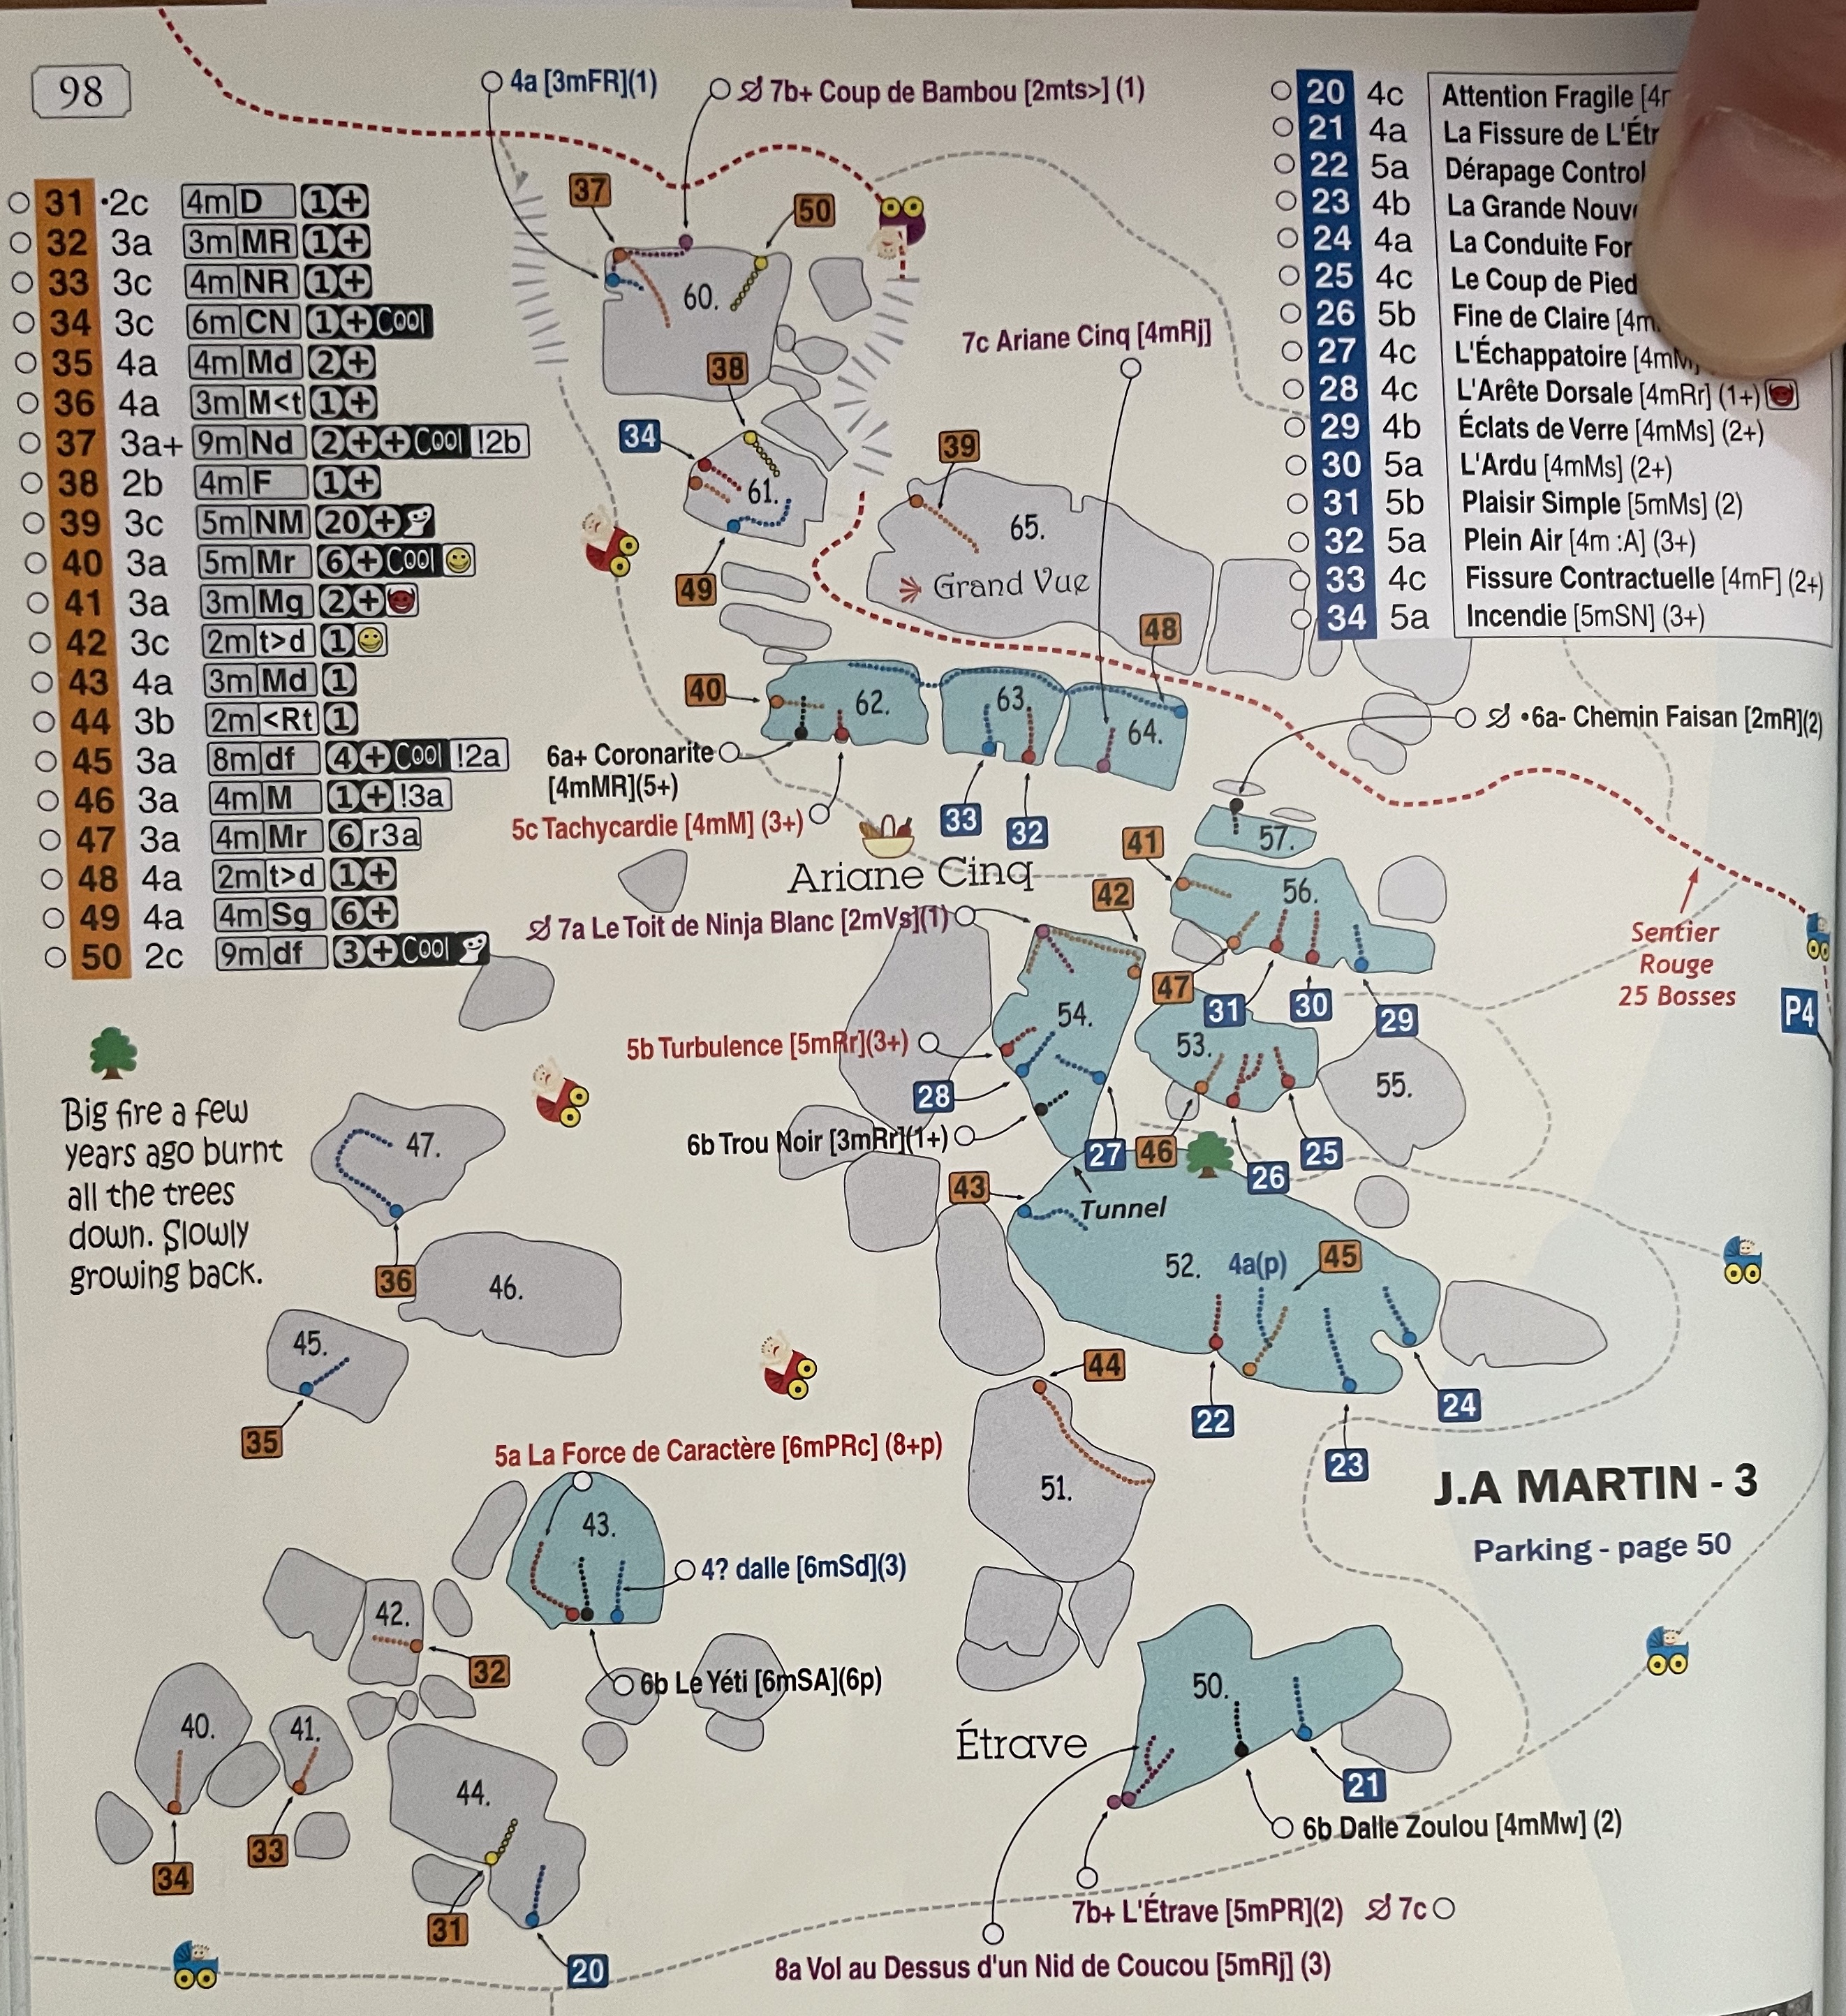 98
4a [3mFR](1)
7b+ Coup de Bambou [2mts>] (1)
31 •2c 4m D 1+
32 3a 3m MR 1+
33 3c 4m NR 1+
34 3c 6m CN 1+ Cool
35 4a 4m Md 2+
36 4a 3m M<t 1+
37 3a+ 9m Nd 2++ Cool !2b
38 2b 4m F 1+
39 3c 5m NM 20+
40 3a 5m Mr 6+ Cool
41 3a 3m Mg 2+
42 3c 2m t>d 1
43 4a 3m Md 1
44 3b 2m <Rt 1
45 3a 8m df 4+ Cool !2a
46 3a 4m M 1+ !3a
47 3a 4m Mr 6 r3a
48 4a 2m t>d 1+
49 4a 4m Sg 6+
50 2c 9m df 3+ Cool
20 4c Attention Fragile
21 4a La Fissure de
22 5a Dérapage
23 4b La Grande
24 4a La Conduite
25 4c Le Coup de Pied
26 5b Fine de Claire
27 4c L'Échappatoire
28 4c L'Arête Dorsale [4mRr] (1+)
29 4b Éclats de Verre [4mMs] (2+)
30 5a L'Ardu [4mMs] (2+)
31 5b Plaisir Simple [5mMs] (2)
32 5a Plein Air [4m :A] (3+)
33 4c Fissure Contractuelle [4mF] (2+)
34 5a Incendie [5mSN] (3+)
37
50
60.
38
34
61.
49
7c Ariane Cinq [4mRj]
39
65.
Grand Vue
48
40
62.
63.
64.
6a+ Coronarite
[4mMR](5+)
5c Tachycardie [4mM] (3+)
33
32
•6a- Chemin Faisan [2mR](2)
57.
41
56.
Ariane Cinq
42
7a Le Toit de Ninja Blanc [2mVs](1)
47
31
30
29
Sentier
Rouge
25 Bosses
P4
54.
5b Turbulence [5mRr](3+)
28
53.
55.
6b Trou Noir [3mRr](1+)
27
46
26
25
43
Tunnel
52.
4a(p)
45
Big fire a few
years ago burnt
all the trees
down. Slowly
growing back.
47.
36
46.
45.
35
44
22
23
24
51.
J.A MARTIN - 3
Parking - page 50
5a La Force de Caractère [6mPRc] (8+p)
43.
4? dalle [6mSd](3)
42.
32
6b Le Yéti [6mSA](6p)
40.
41.
44.
34
33
31
20
50.
Étrave
21
6b Dalle Zoulou [4mMw] (2)
7b+ L'Étrave [5mPR](2) 7c
8a Vol au Dessus d'un Nid de Coucou [5mRj] (3)